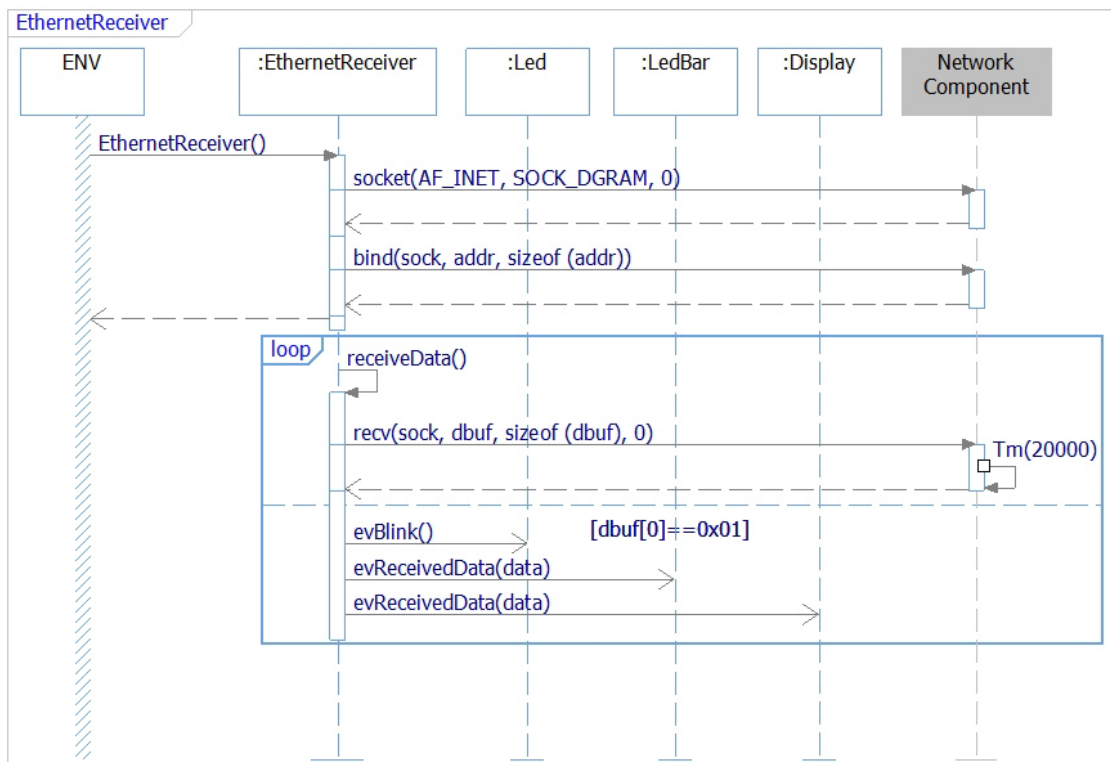 EthernetReceiver
ENV
:EthernetReceiver
:Led
:LedBar
:Display
Network
Component
EthernetReceiver()
socket(AF_INET, SOCK_DGRAM, 0)
bind(sock, addr, sizeof (addr))
loop
receiveData()
recv(sock, dbuf, sizeof (dbuf), 0)
Tm(20000)
evBlink()
[dbuf[0]==0x01]
evReceivedData(data)
evReceivedData(data)